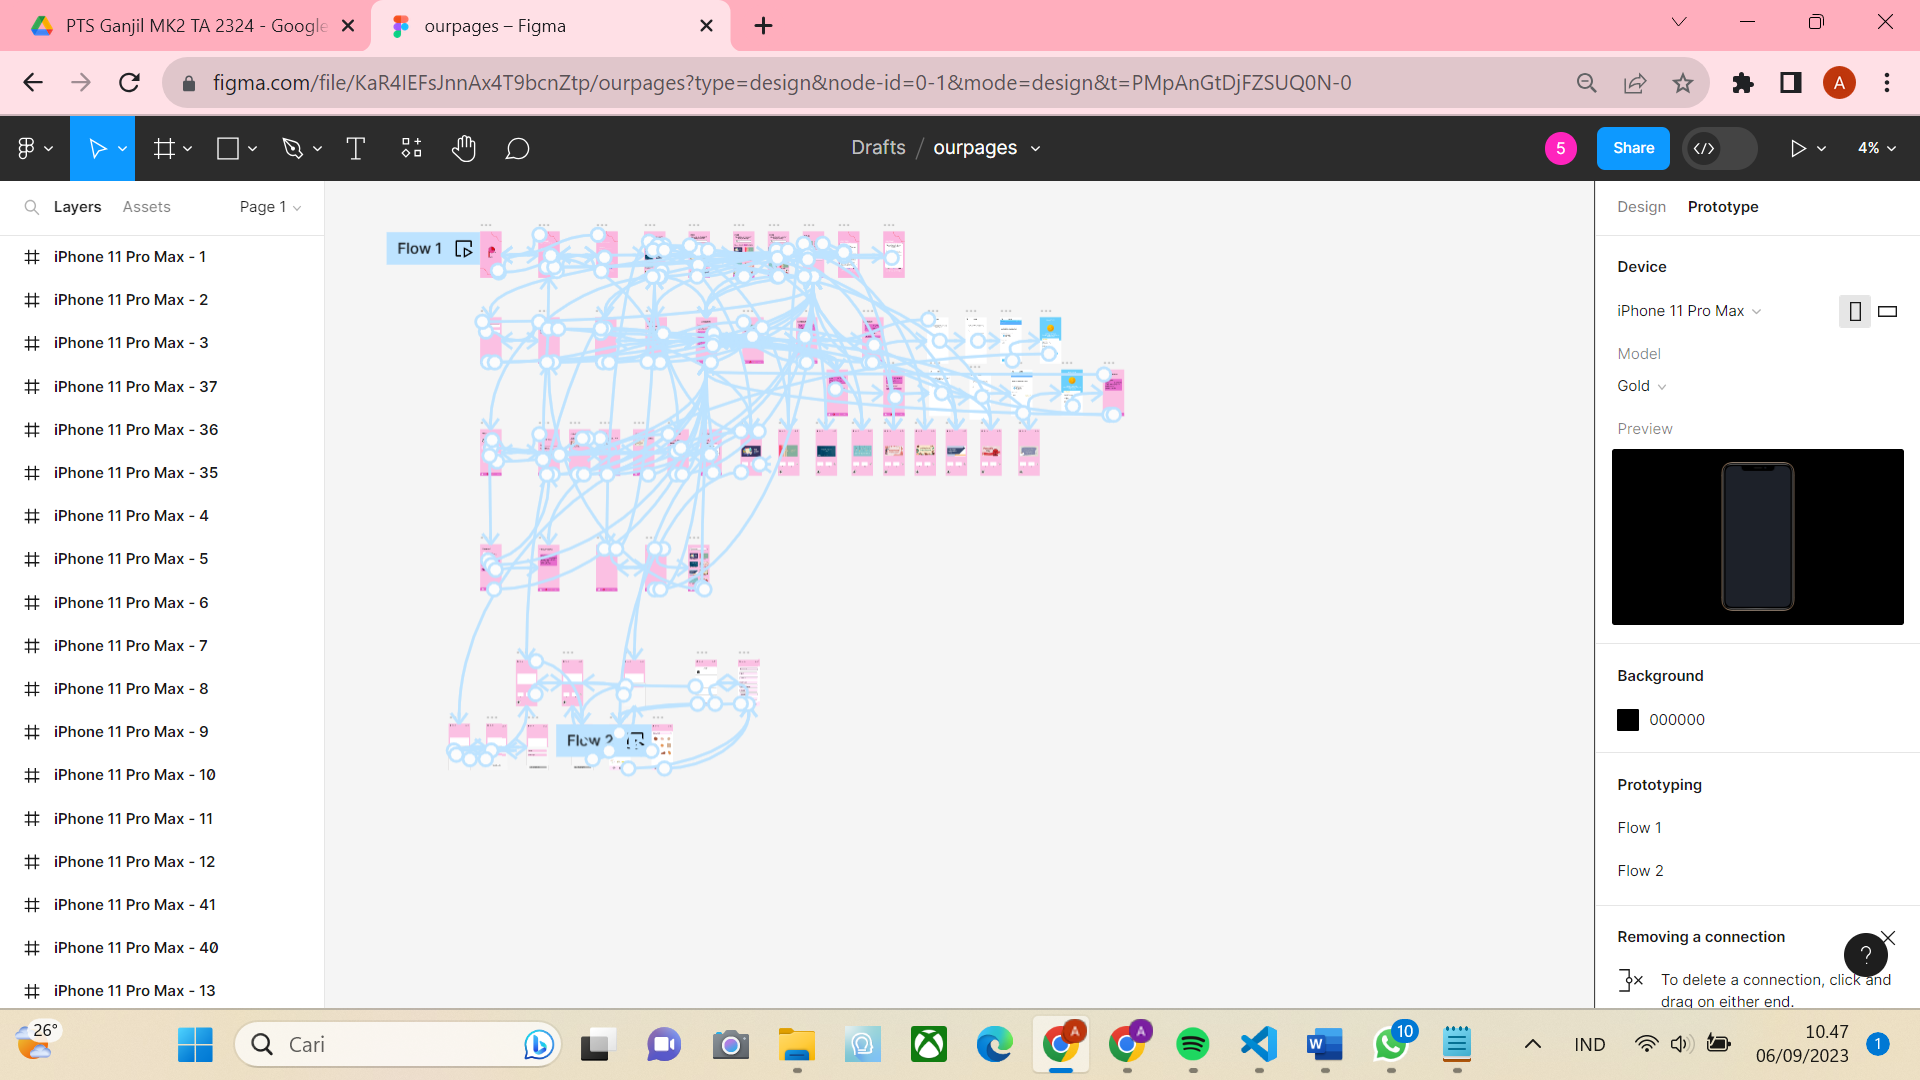 PTS Ganjil MK2 TA 2324 - Google
ourpages – Figma
figma.com/file/KaR4lEFsJnnAx4T9bcnZtp/ourpages?type=design&node-id=0-1&mode=design&t=PMpAnGtDjFZSUQ0N-0
A
Drafts / ourpages
5
Share
4%
Layers
Assets
Page 1
iPhone 11 Pro Max - 1
iPhone 11 Pro Max - 2
iPhone 11 Pro Max - 3
iPhone 11 Pro Max - 37
iPhone 11 Pro Max - 36
iPhone 11 Pro Max - 35
iPhone 11 Pro Max - 4
iPhone 11 Pro Max - 5
iPhone 11 Pro Max - 6
iPhone 11 Pro Max - 7
iPhone 11 Pro Max - 8
iPhone 11 Pro Max - 9
iPhone 11 Pro Max - 10
iPhone 11 Pro Max - 11
iPhone 11 Pro Max - 12
iPhone 11 Pro Max - 41
iPhone 11 Pro Max - 40
iPhone 11 Pro Max - 13
Flow 1
Flow 2
Design
Prototype
Device
iPhone 11 Pro Max
Model
Gold
Preview
Background
000000
Prototyping
Flow 1
Flow 2
Removing a connection
?
To delete a connection, click and
drag on either end.
26°
Cari
A
A
10
IND
10.47
06/09/2023
1